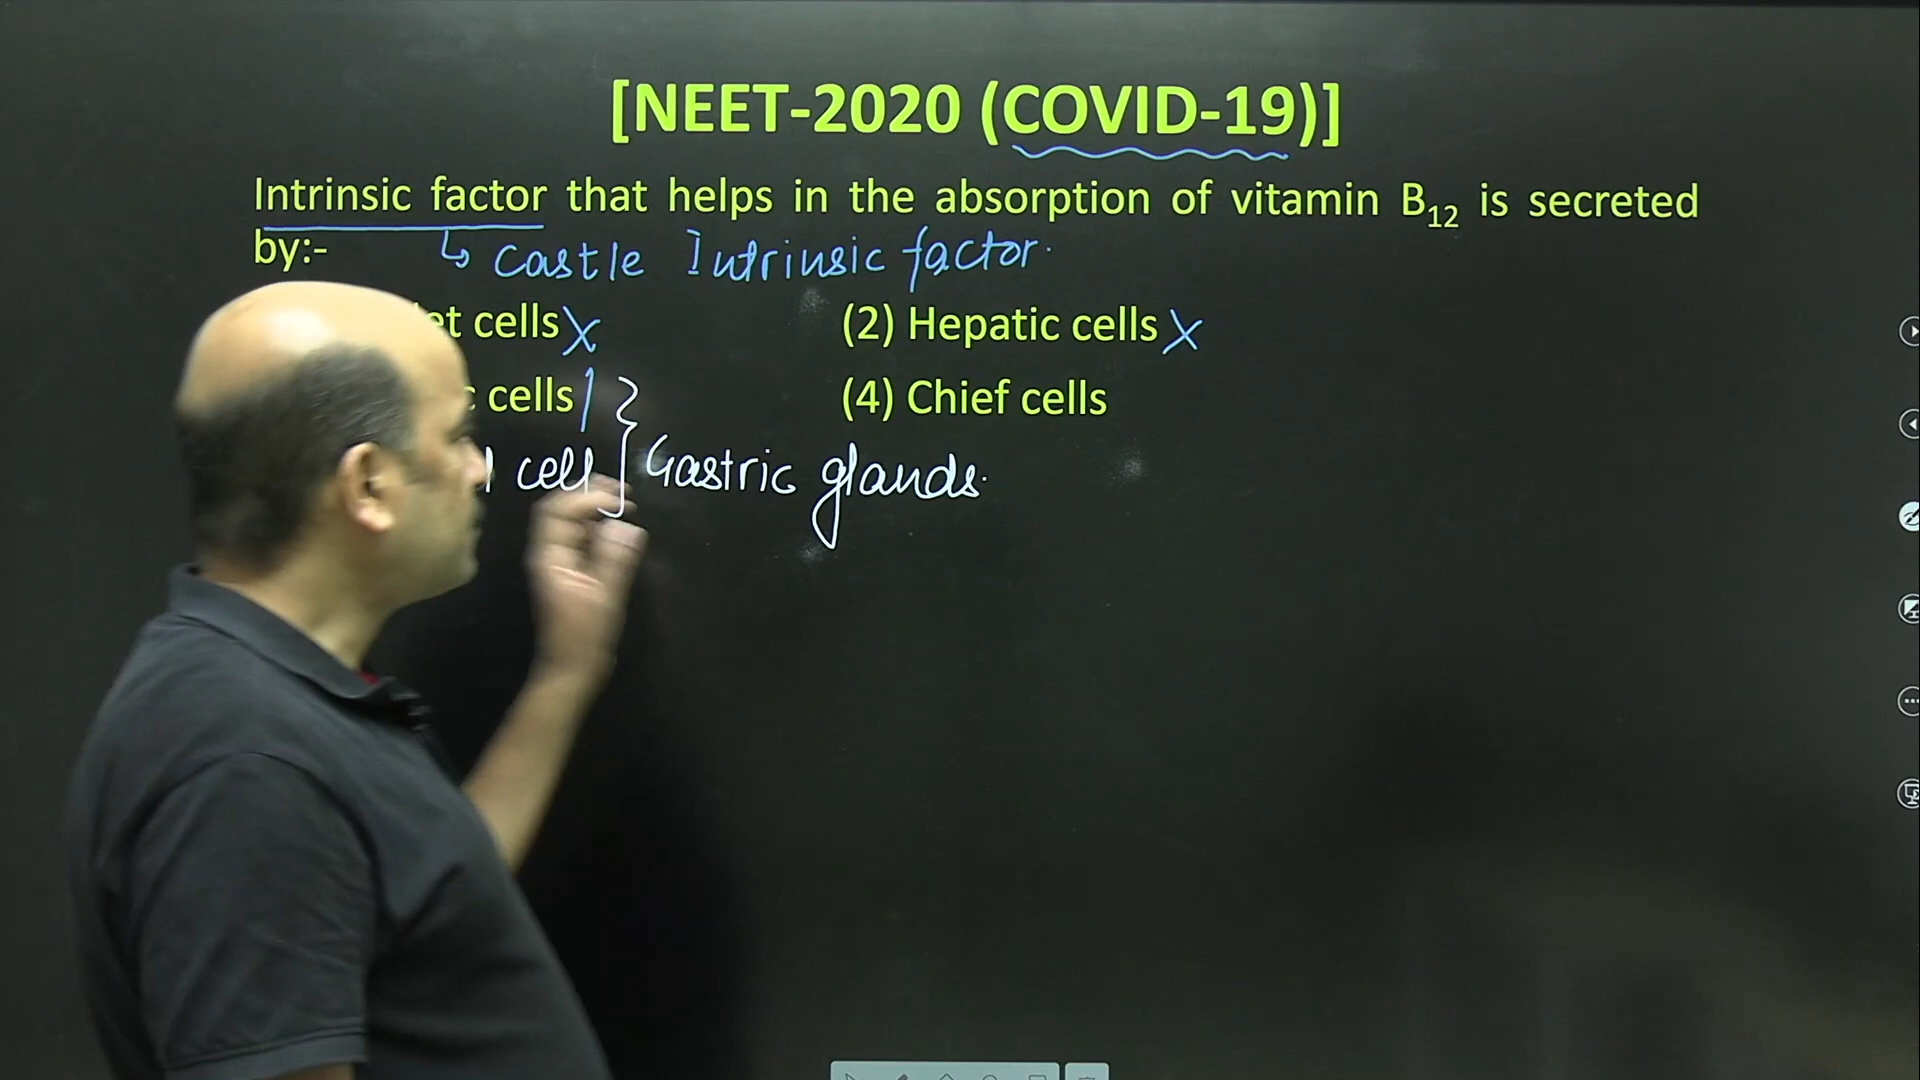 [NEET-2020 (COVID-19)]
Intrinsic factor that helps in the absorption of vitamin B12 is secreted
by:-
↳ Castle Intrinsic factor.
cells X
(2) Hepatic cells X
cells
(4) Chief cells
cell } Gastric glands.